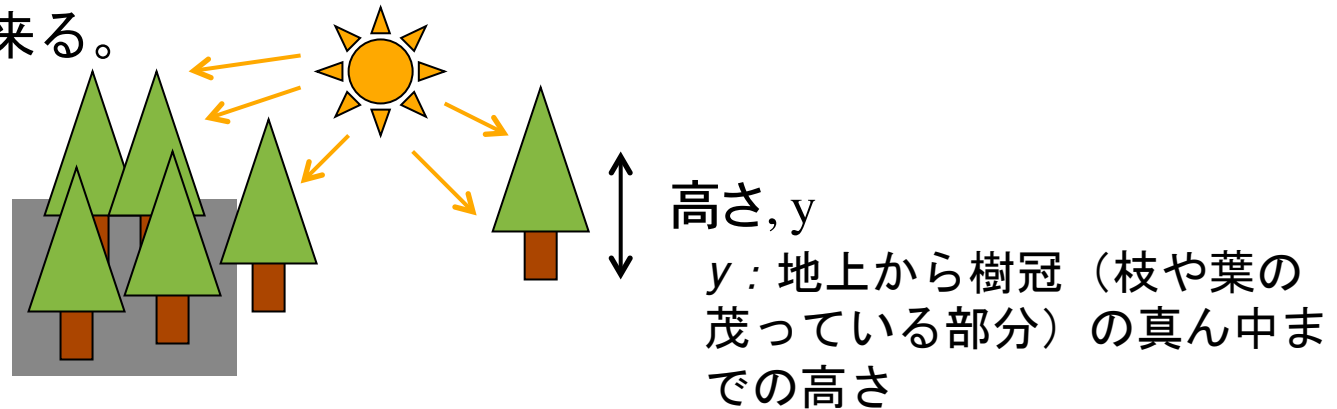 来る。
高さ, y
y：地上から樹冠（枝や葉の
茂っている部分）の真ん中ま
での高さ